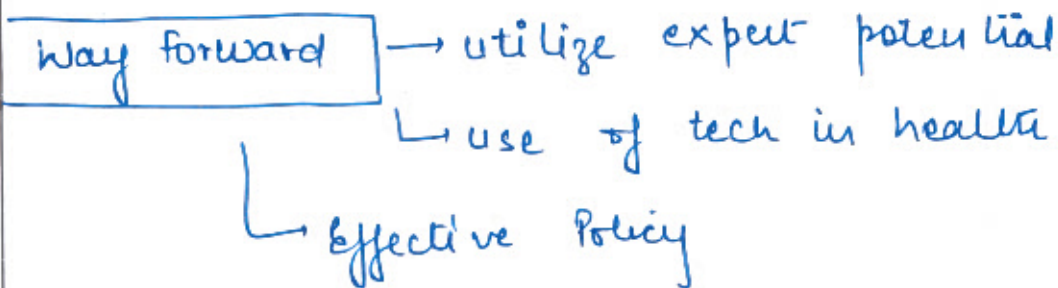 Way forward → utilize expert potential
↳ use of tech in health
↳ Effective Policy